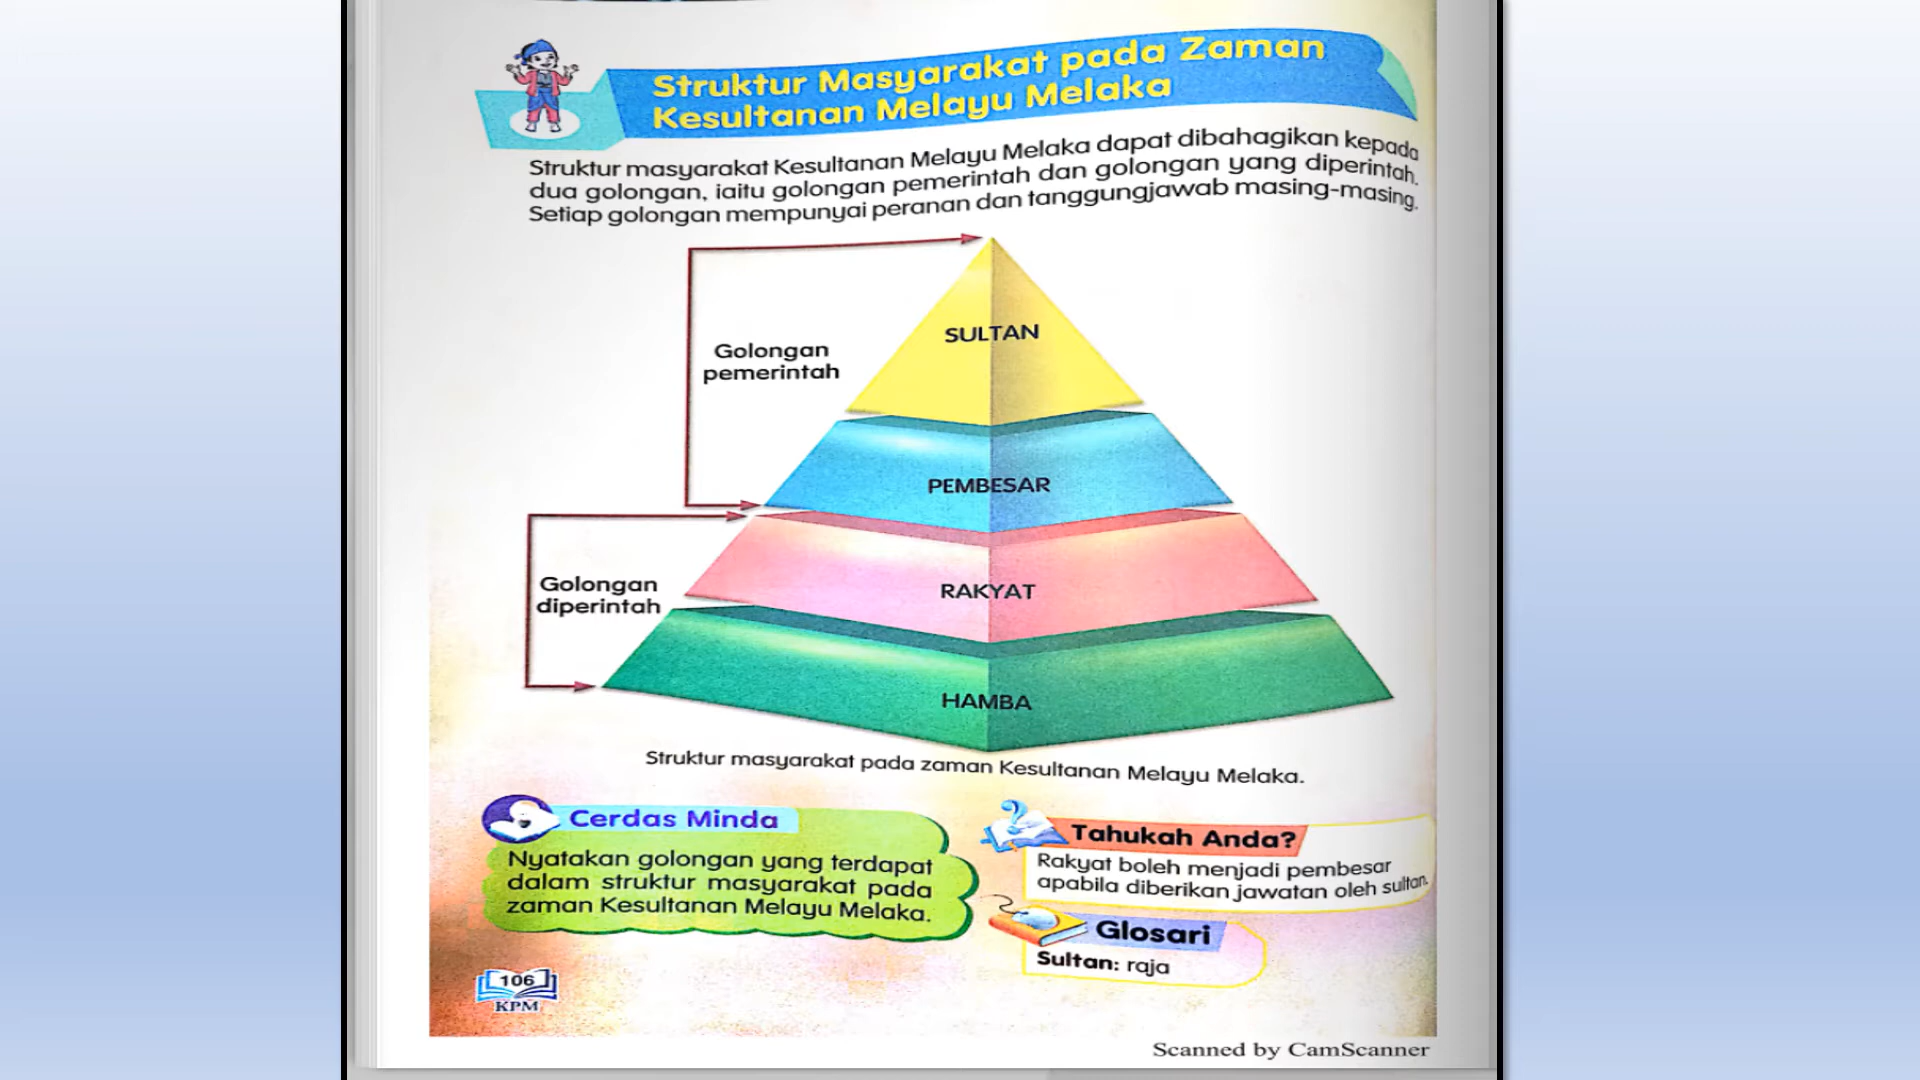 Struktur Masyarakat pada Zaman
Kesultanan Melayu Melaka
Struktur masyarakat Kesultanan Melayu Melaka dapat dibahagikan kepada
dua golongan, iaitu golongan pemerintah dan golongan yang diperintah.
Setiap golongan mempunyai peranan dan tanggungjawab masing-masing.
SULTAN
Golongan
pemerintah
PEMBESAR
Golongan
diperintah
RAKYAT
HAMBA
Struktur masyarakat pada zaman Kesultanan Melayu Melaka.
Cerdas Minda
Nyatakan golongan yang terdapat
dalam struktur masyarakat pada
zaman Kesultanan Melayu Melaka.
Tahukah Anda?
Rakyat boleh menjadi pembesar
apabila diberikan jawatan oleh sultan.
Glosari
Sultan: raja
106
KPM
Scanned by CamScanner